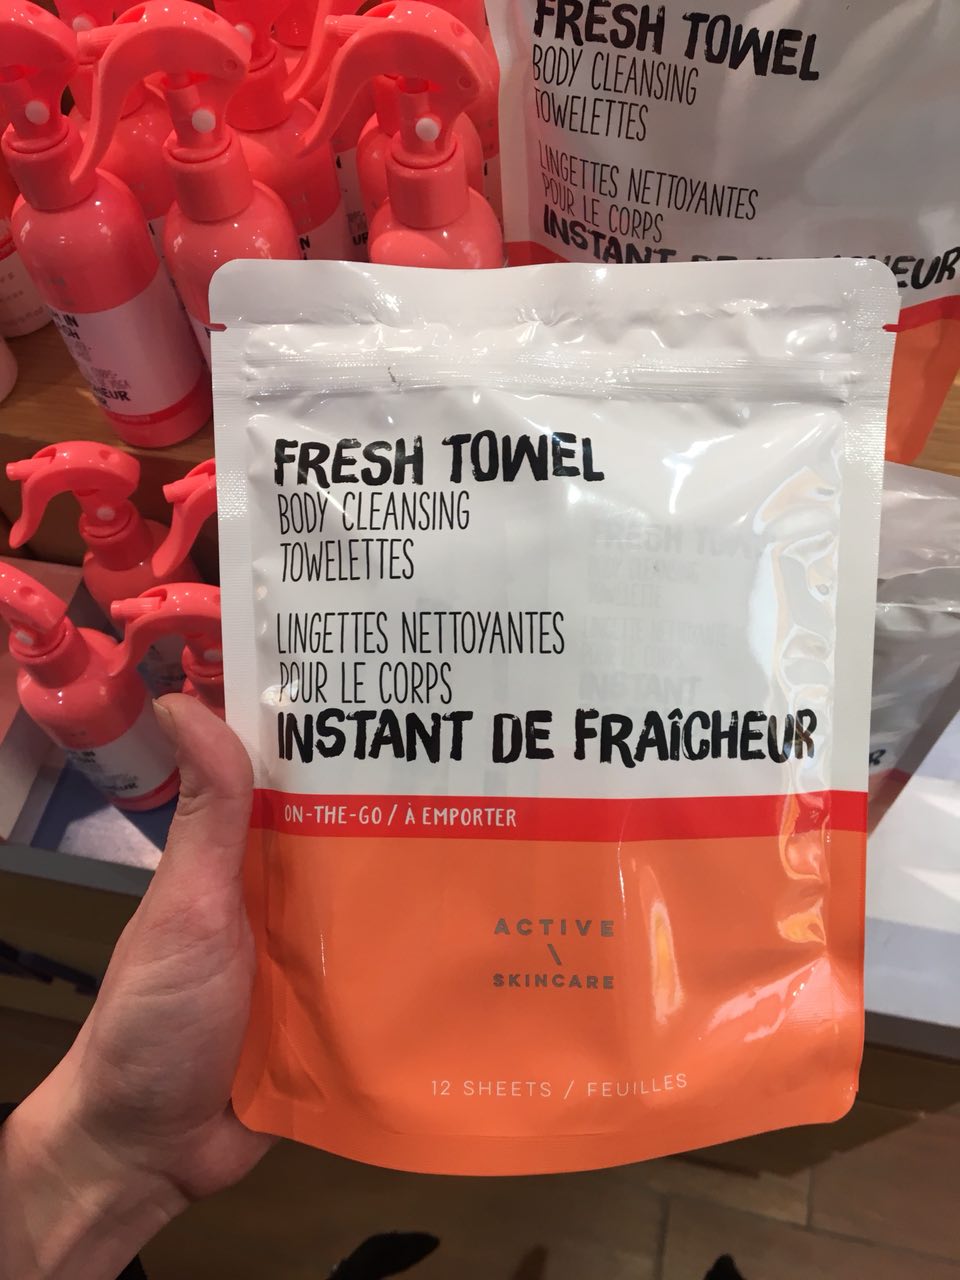 FRESH TOWEL
BODY CLEANSING
TOWELETTES
LINGETTES NETTOYANTES
POUR LE CORPS
INSTANT DE
FRESH TOWEL
BODY CLEANSING
TOWELETTES
LINGETTES NETTOYANTES
POUR LE CORPS
INSTANT DE FRAÎCHEUR
ON-THE-GO / À EMPORTER
ACTIVE
\
SKINCARE
12 SHEETS / FEUILLES